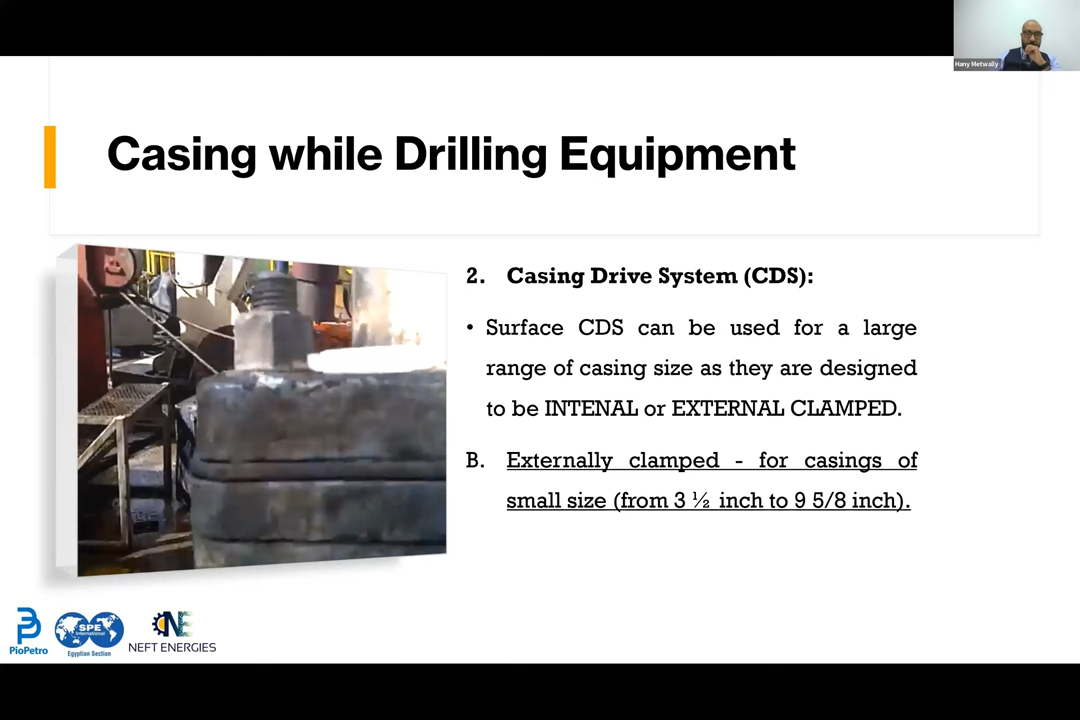 Hany Metwally
Casing while Drilling Equipment
2. Casing Drive System (CDS):
• Surface CDS can be used for a large
range of casing size as they are designed
to be INTENAL or EXTERNAL CLAMPED.
B. Externally clamped - for casings of
small size (from 3 ½ inch to 9 5/8 inch).
PioPetro
SPE
International
Egyptian Section
NE
NEFT ENERGIES